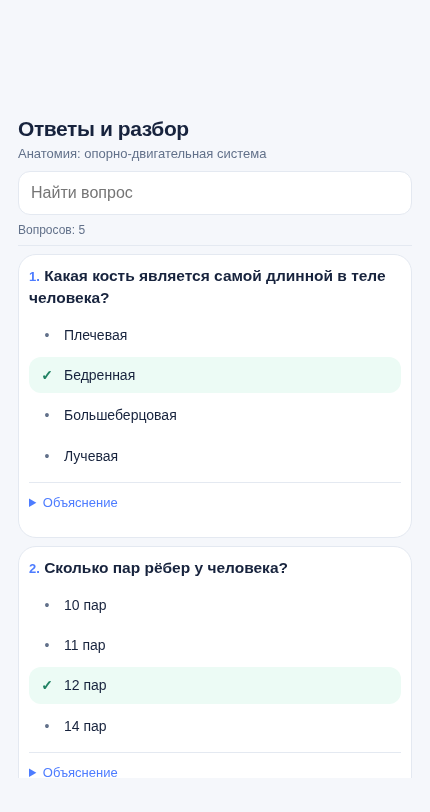 Ответы и разбор
Анатомия: опорно-двигательная система
Найти вопрос
Вопросов: 5
1. Какая кость является самой длинной в теле
человека?
• Плечевая
✓ Бедренная
• Большеберцовая
• Лучевая
▶ Объяснение
2. Сколько пар рёбер у человека?
• 10 пар
• 11 пар
✓ 12 пар
• 14 пар
▶ Объяснение